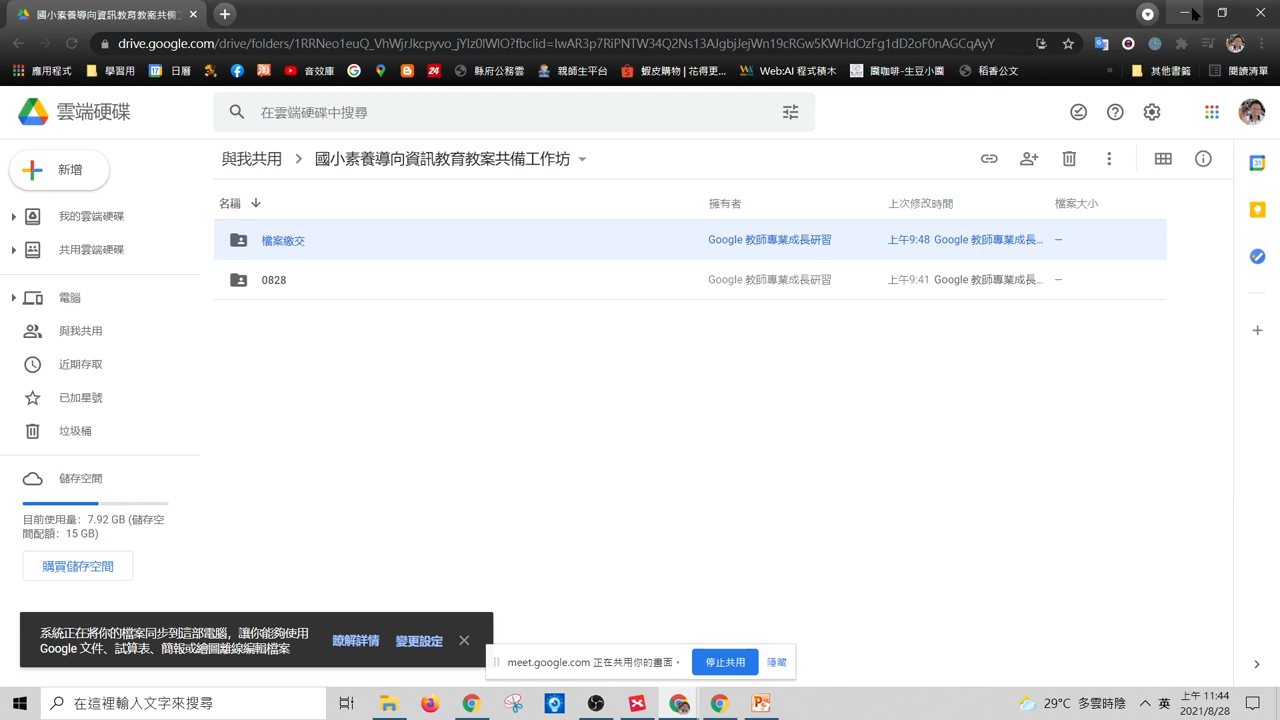 國小素養導向資訊教育教案共備
drive.google.com/drive/folders/1RRNeo1euQ_VhWjrJkcpyvo_jYIz0lWIO?fbclid=IwAR3p7RiPNTW34Q2Ns13AJgbjJejWn19cRGw5KWHdOzFg1dD2oF0nAGCqAyY
應用程式 學習用 日曆 音效庫 24 縣府公雲 親師生平台 蝦皮購物 | 花得更... Web:AI 程式積木 國咖啡-生豆小國 稻香公文 » 其他書籤 閱讀清單
雲端硬碟
在雲端硬碟中搜尋
新增
與我共用 國小素養導向資訊教育教案共備工作坊
名稱 擁有者 上次修改時間 檔案大小
檔案繳交 Google 教師專業成長研習 上午9:48 Google 教師專業成長... —
0828 Google 教師專業成長研習 上午9:41 Google 教師專業成長... —
我的雲端硬碟
共用雲端硬碟
電腦
與我共用
近期存取
已加星號
垃圾桶
儲存空間
目前使用量：7.92 GB (儲存空
間配額：15 GB)
購買儲存空間
系統正在將你的檔案同步到這部電腦，讓你能夠使用
Google 文件、試算表、簡報或繪圖離線編輯檔案
瞭解詳情 變更設定
meet.google.com 正在共用你的畫面。 停止共用 隱藏
在這裡輸入文字來搜尋
29°C 多雲時陰 英 上午 11:44
2021/8/28